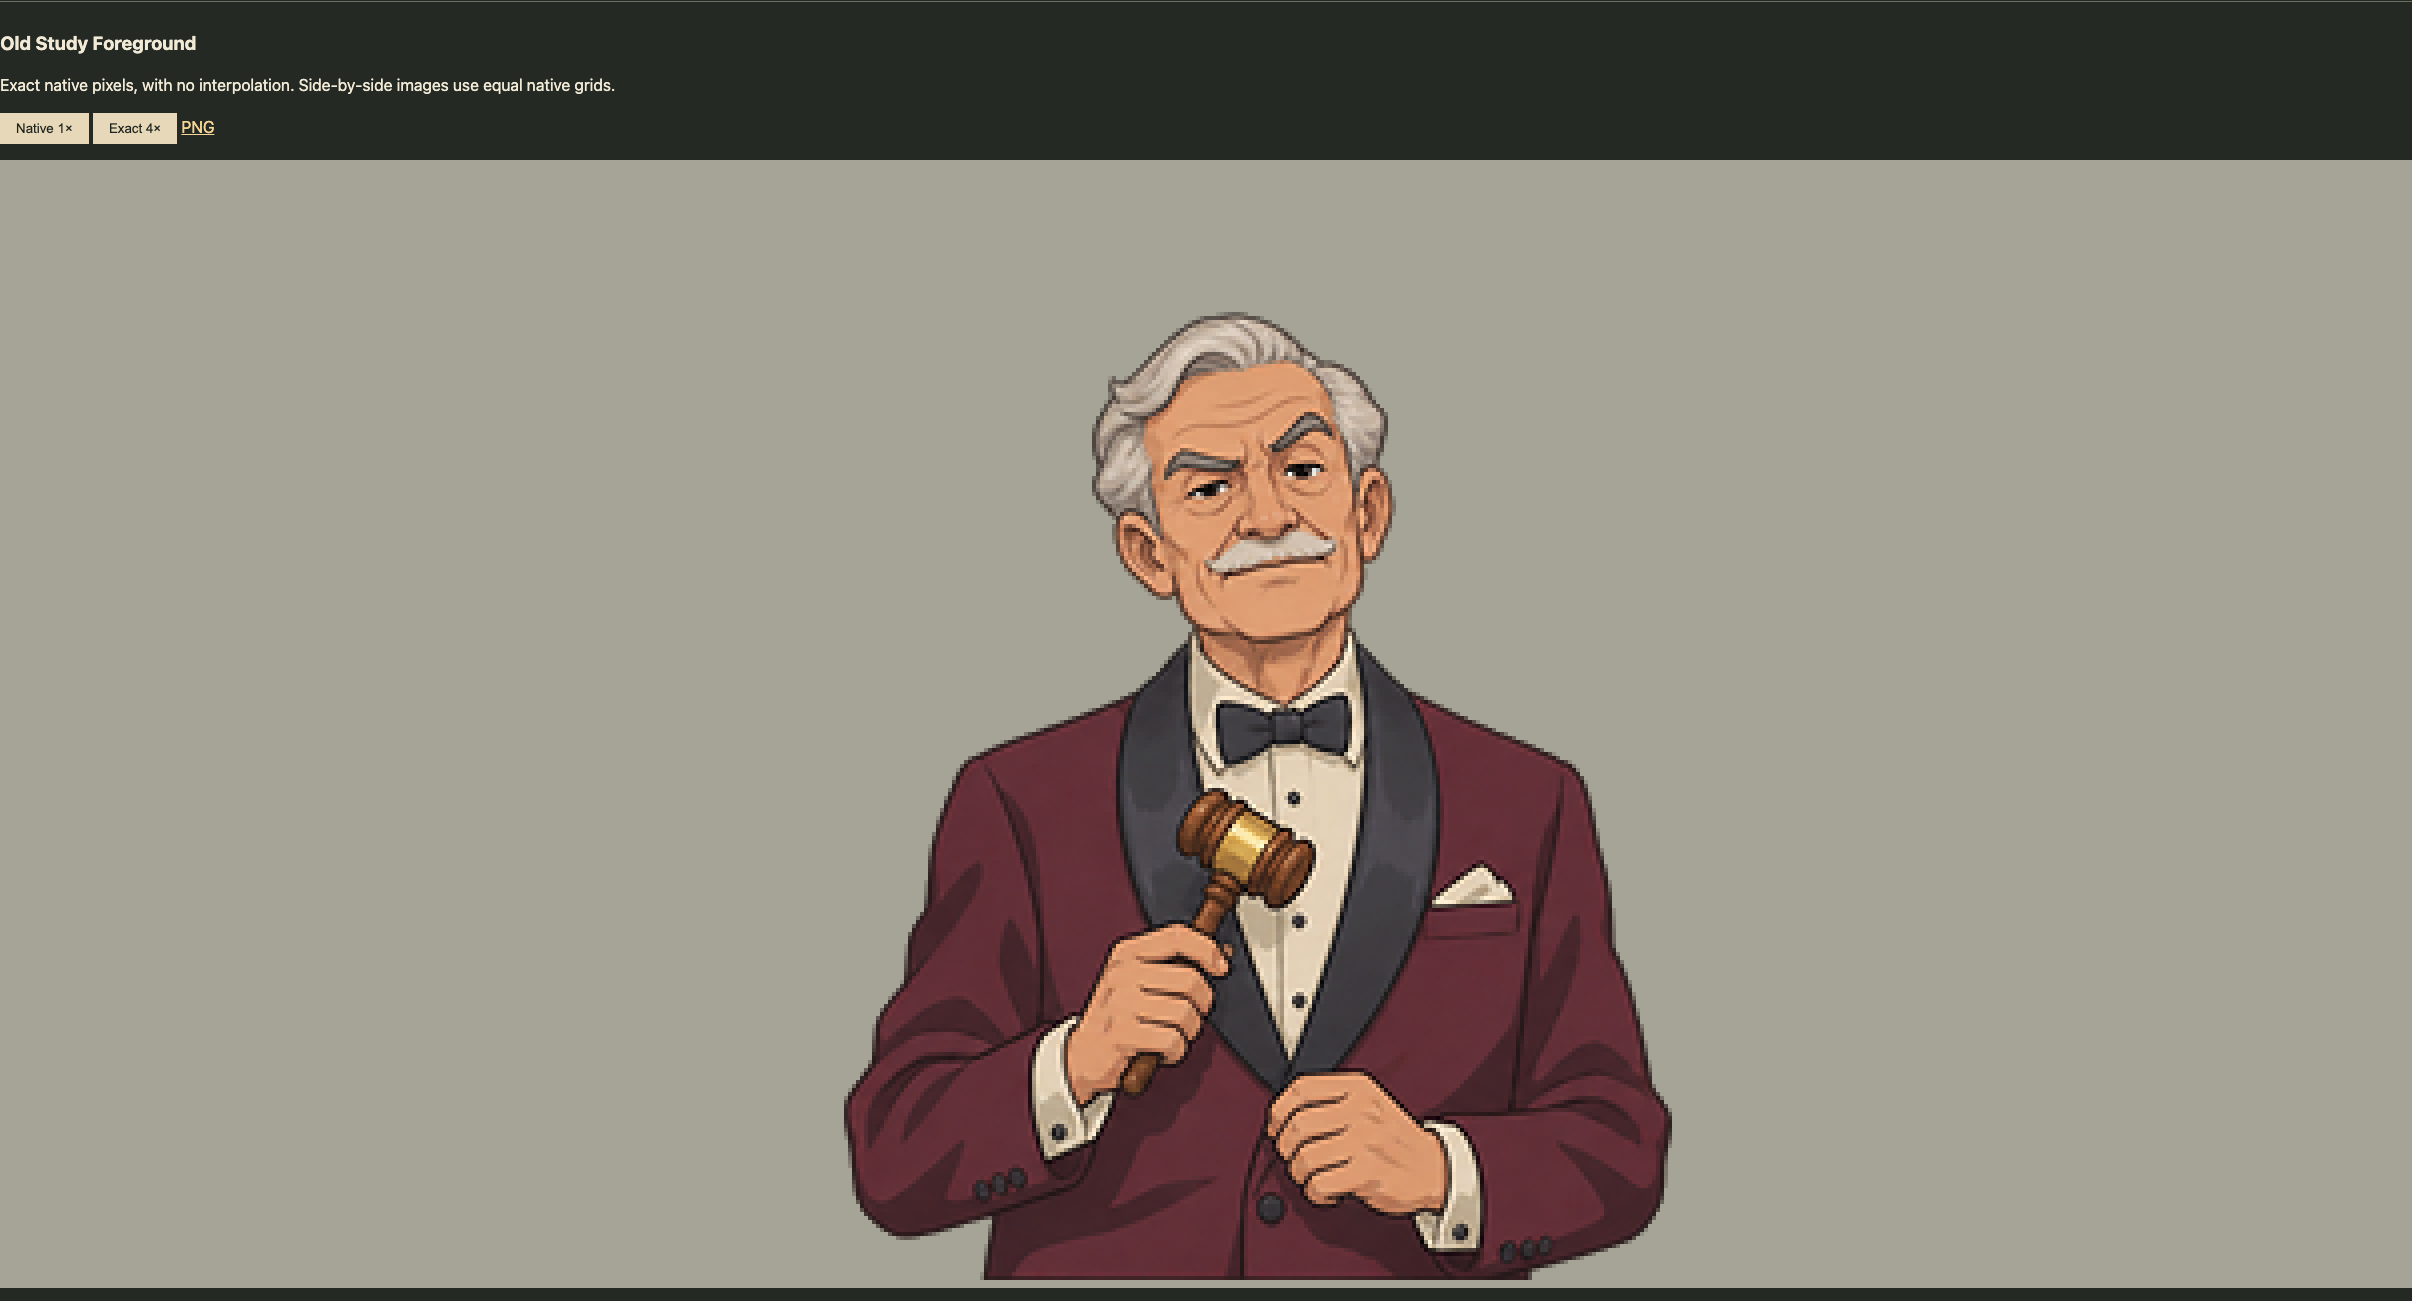 Old Study Foreground
Exact native pixels, with no interpolation. Side-by-side images use equal native grids.
Native 1× Exact 4× PNG